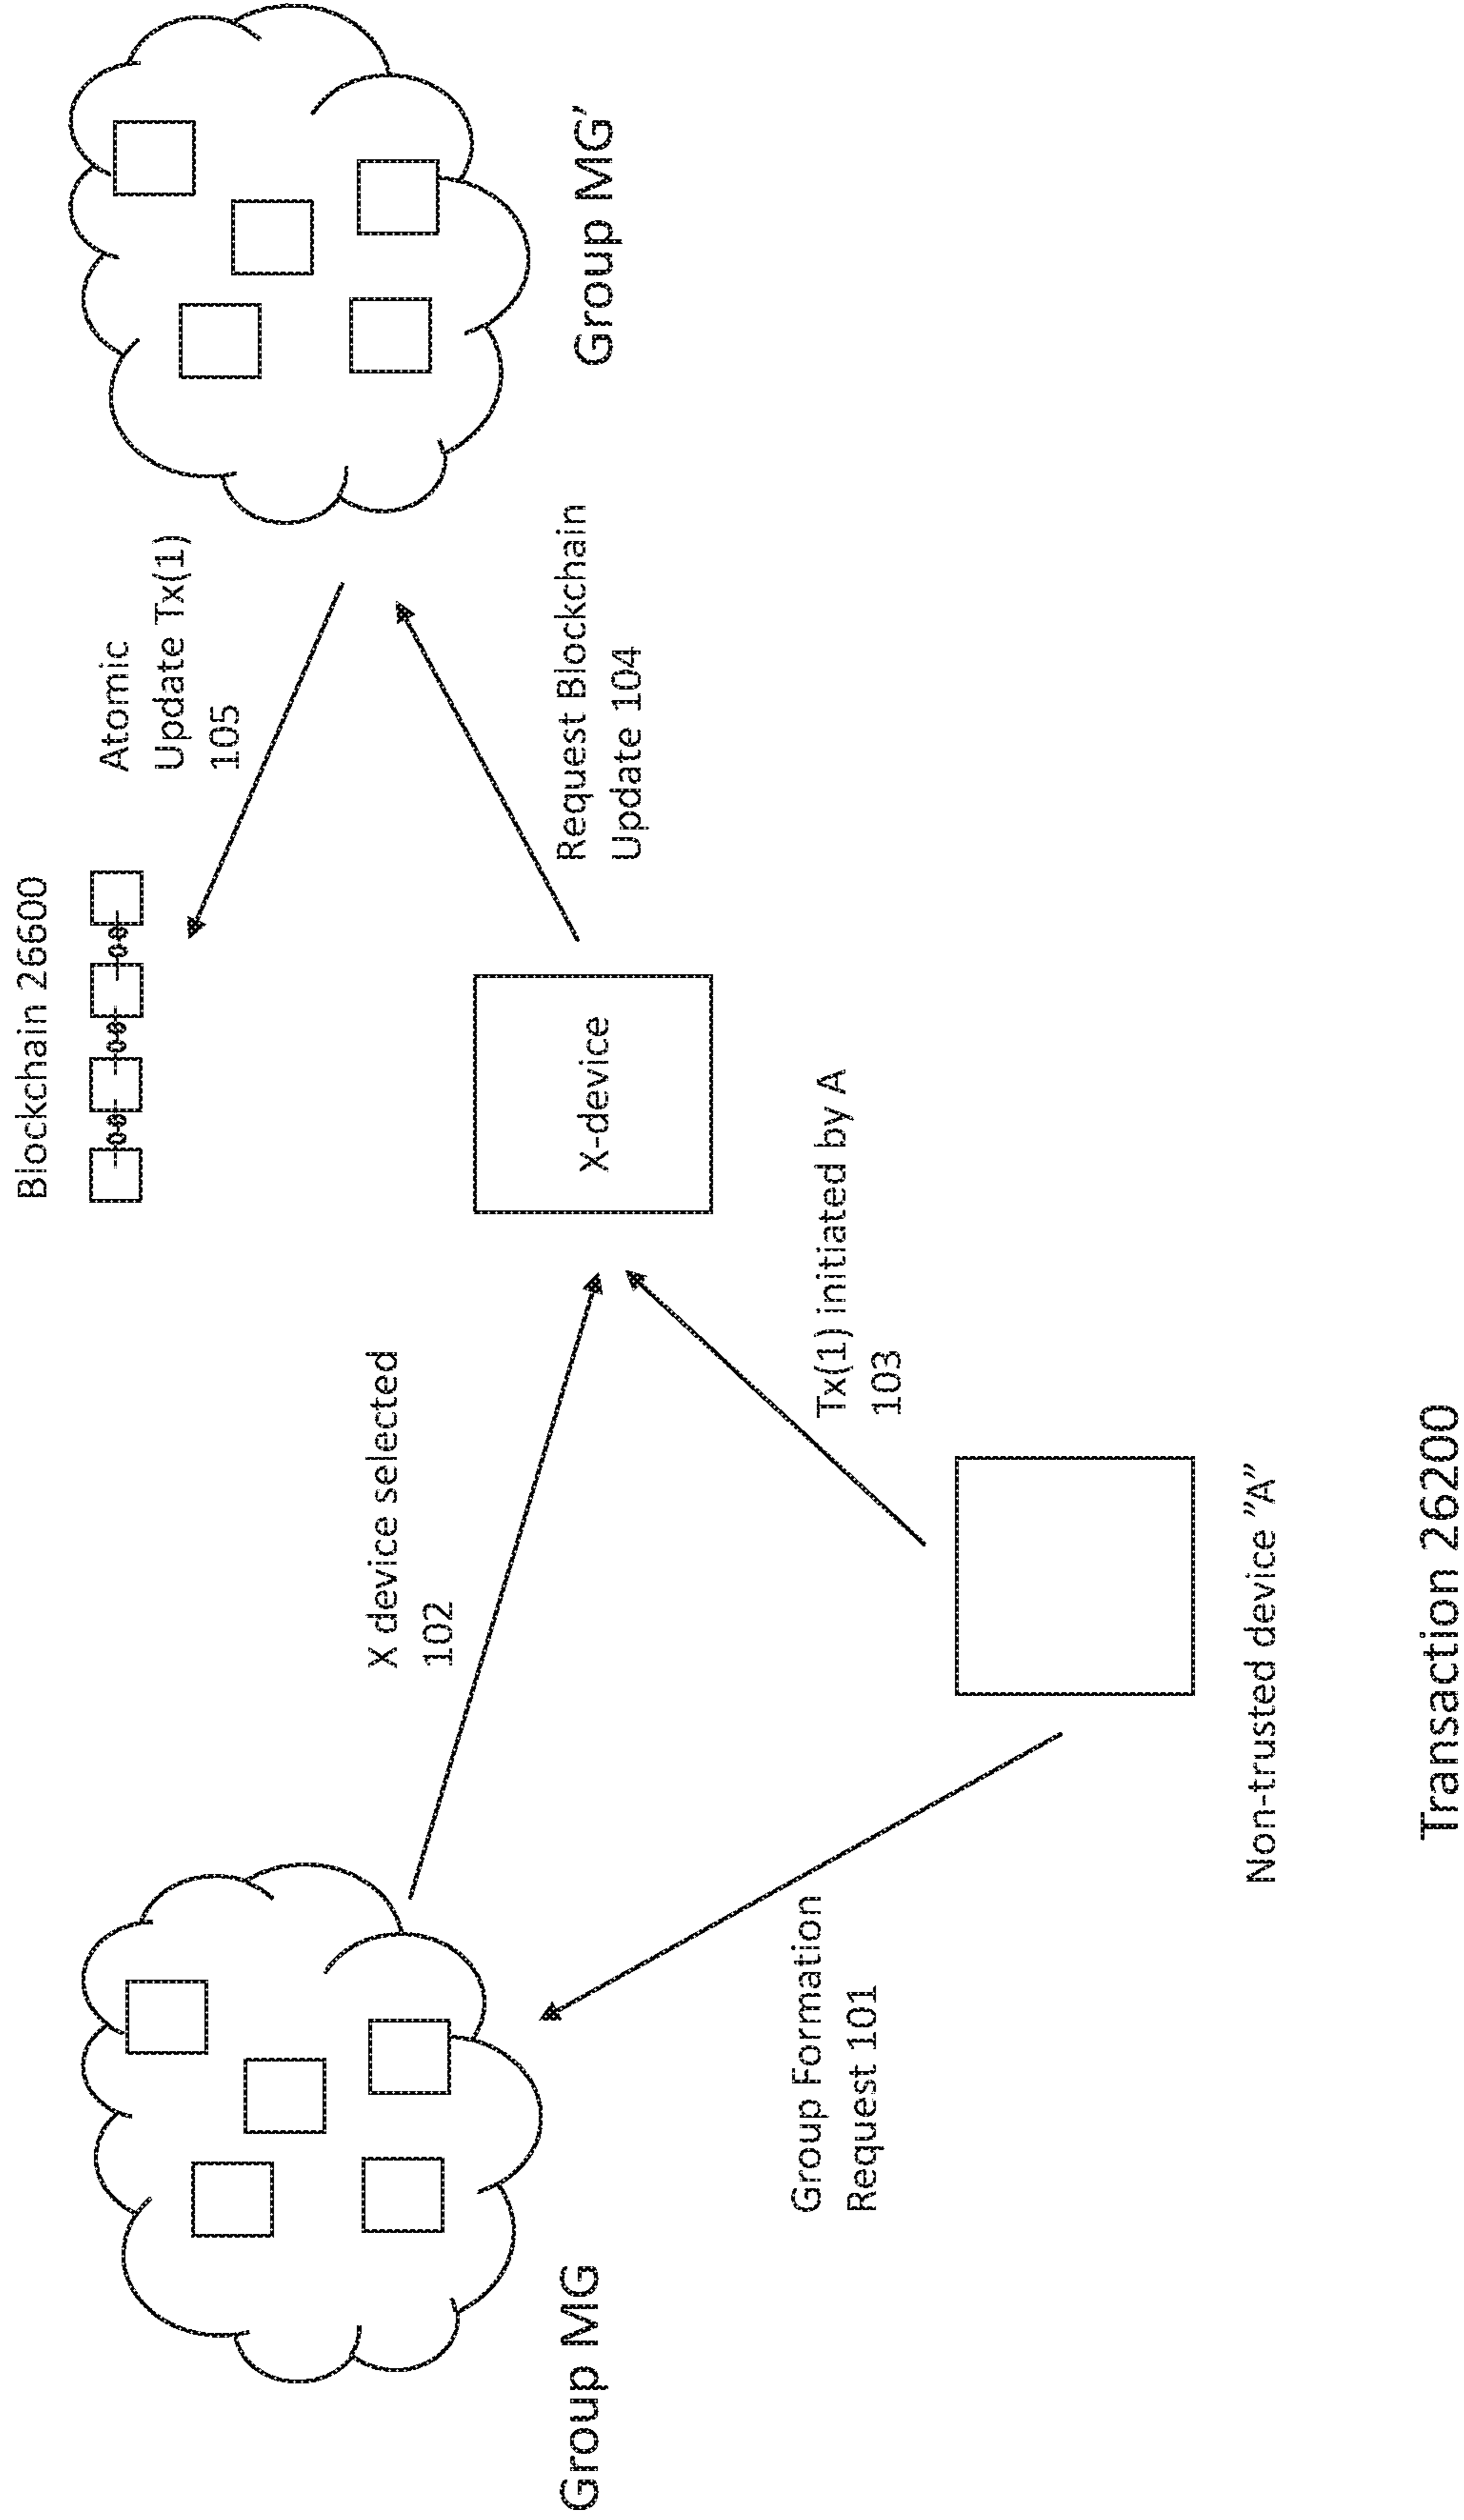 Blockchain 26600
Atomic
Update Tx(1)
105
X device selected
102
Group MG
X-device
Request Blockchain
Update 104
Group MG’
Group Formation
Request 101
Tx(1) initiated by A
103
Non-trusted device ”A”
Transaction 26200